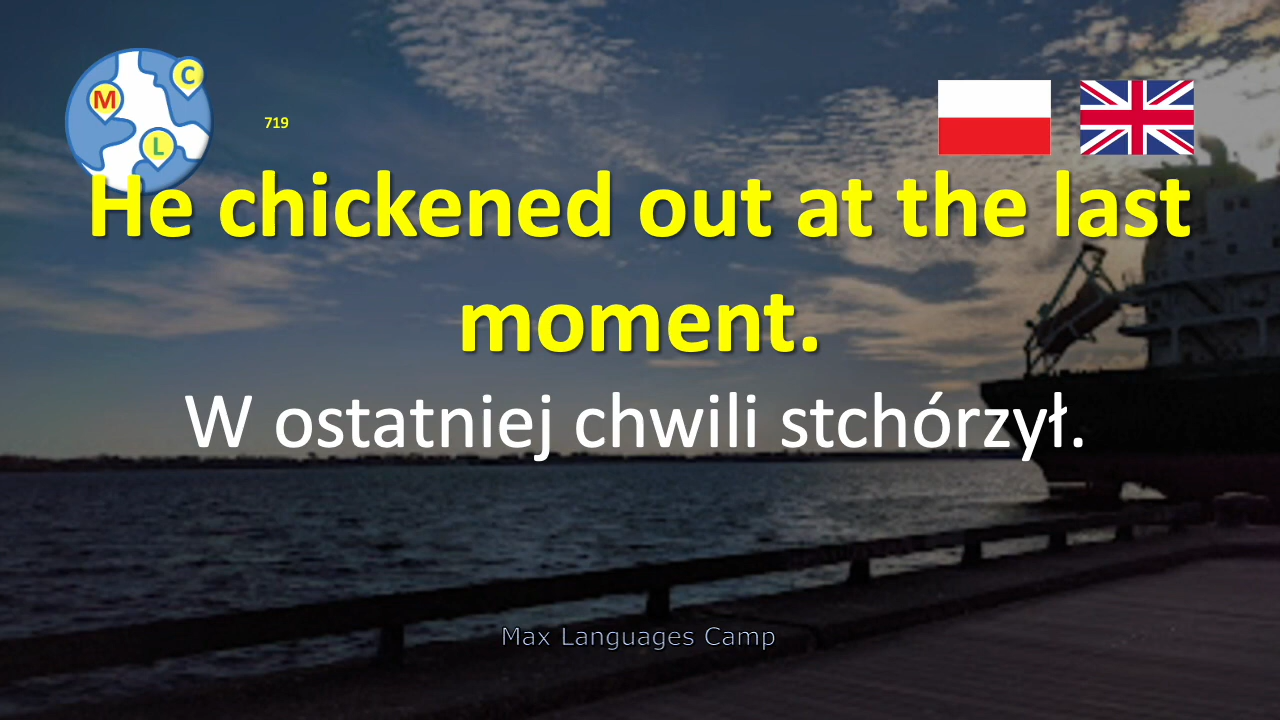 C
M
L
719
He chickened out at the last
moment.
W ostatniej chwili stchórzył.
Max Languages Camp